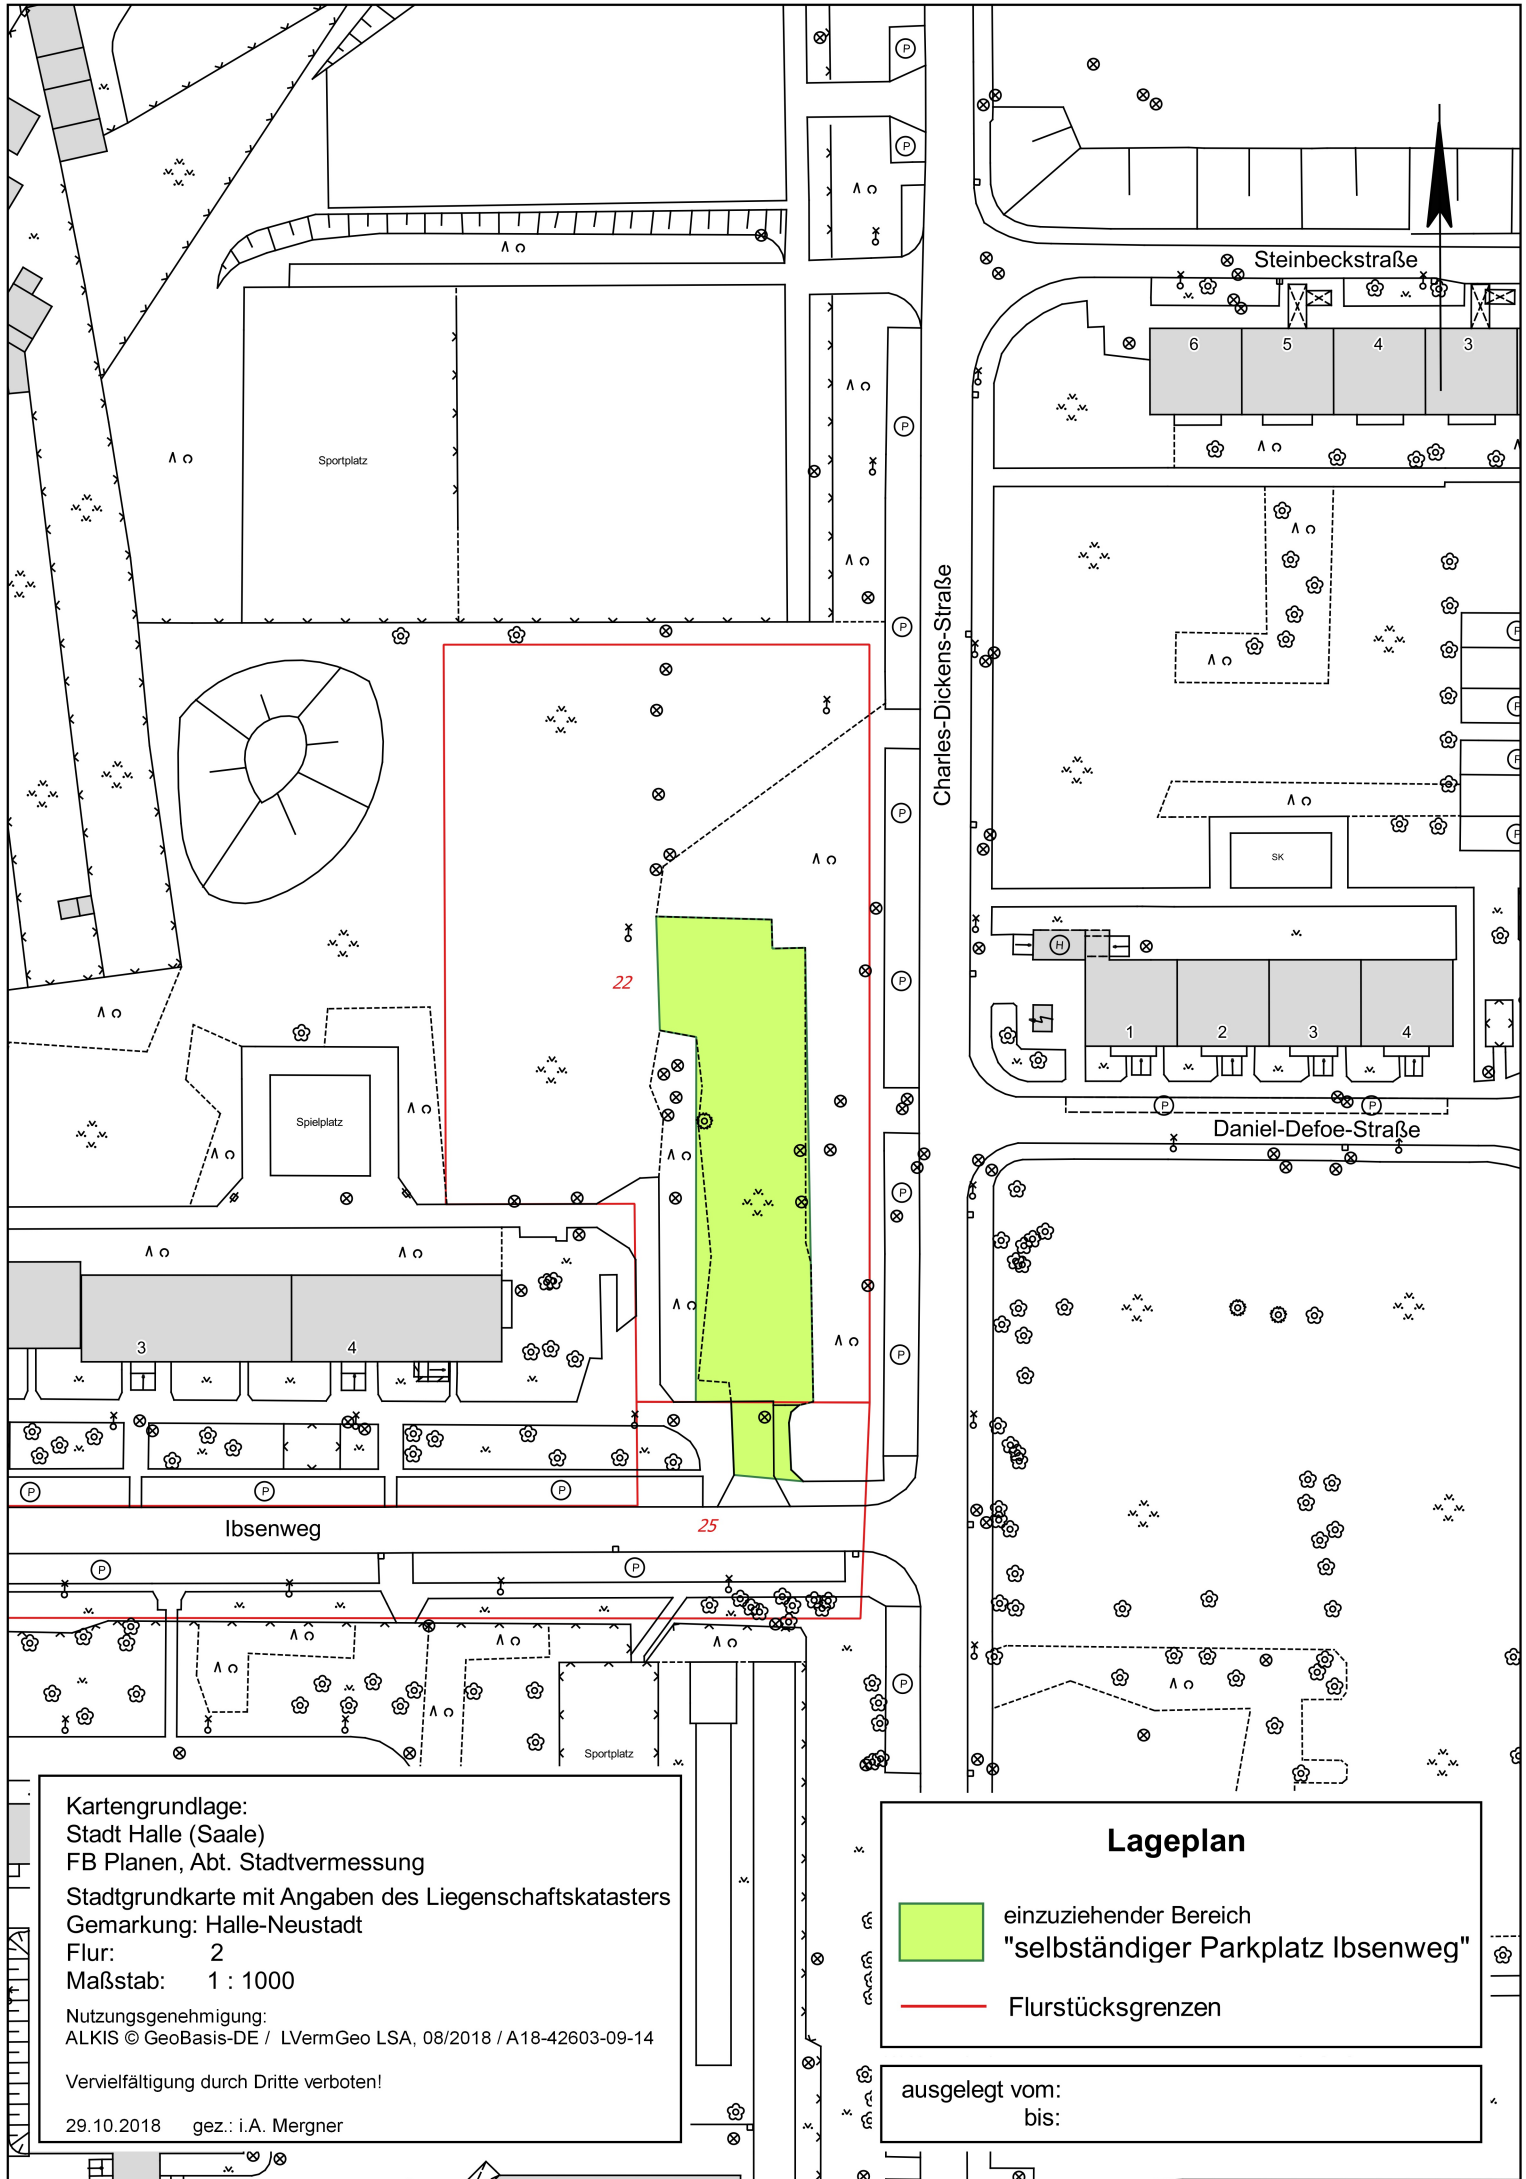 P
P
Λ C
Λ C
Steinbeckstraße
6 5 4 3
Λ C
P
Λ C
Λ C
Sportplatz
Λ C
Λ C
P
P
Λ C
P
Charles-Dickens-Straße
P
P
Λ C
P
Λ C
SK
P
H
22
P
Λ C
1 2 3 4
Λ C
P P
Spielplatz
Daniel-Defoe-Straße
Λ C
Λ C
P
Λ C
Λ C
Λ C
Λ C
3 4
P
P
P
P
25
Ibsenweg
P
P
Λ C
Λ C
Λ C
Λ C
Λ C
Λ C
P
Sportplatz
Kartengrundlage:
Stadt Halle (Saale)
FB Planen, Abt. Stadtvermessung
Stadtgrundkarte mit Angaben des Liegenschaftskatasters
Gemarkung: Halle-Neustadt
Flur: 2
Maßstab: 1 : 1000
Nutzungsgenehmigung:
ALKIS © GeoBasis-DE / LVermGeo LSA, 08/2018 / A18-42603-09-14
Vervielfältigung durch Dritte verboten!
29.10.2018 gez.: i.A. Mergner
Lageplan
einzuziehender Bereich
"selbständiger Parkplatz Ibsenweg"
Flurstücksgrenzen
ausgelegt vom:
bis: